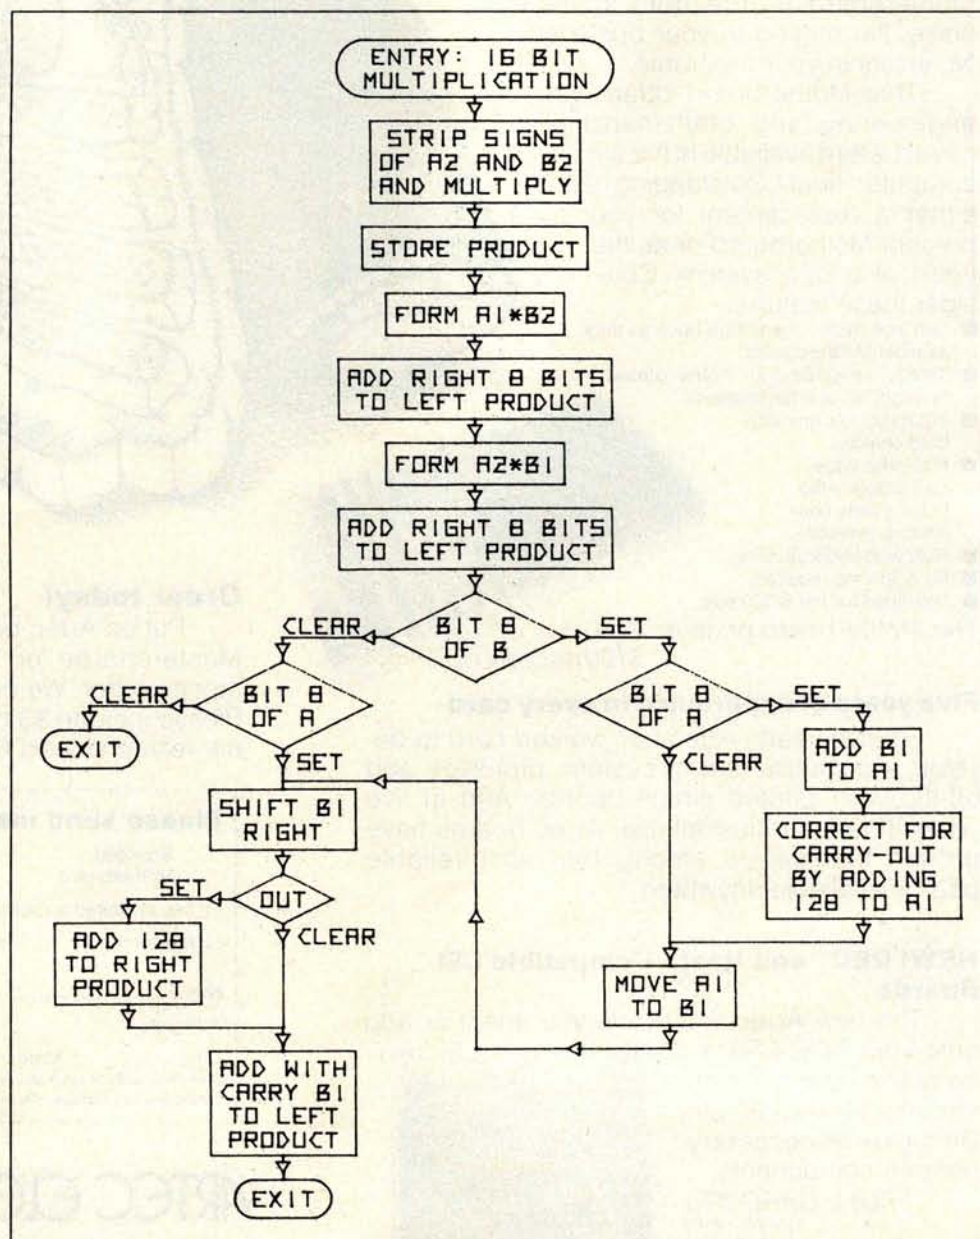 ENTRY: 16 BIT
MULTIPLICATION
STRIP SIGNS
OF A2 AND B2
AND MULTIPLY
STORE PRODUCT
FORM A1*B2
ADD RIGHT 8 BITS
TO LEFT PRODUCT
FORM A2*B1
ADD RIGHT 8 BITS
TO LEFT PRODUCT
BIT 8
OF B
CLEAR
SET
BIT 8
OF A
CLEAR
EXIT
SET
SHIFT B1
RIGHT
OUT
SET
CLEAR
ADD 128
TO RIGHT
PRODUCT
ADD WITH
CARRY B1
TO LEFT
PRODUCT
EXIT
BIT 8
OF A
SET
CLEAR
ADD B1
TO A1
CORRECT FOR
CARRY-OUT
BY ADDING
128 TO A1
MOVE A1
TO B1